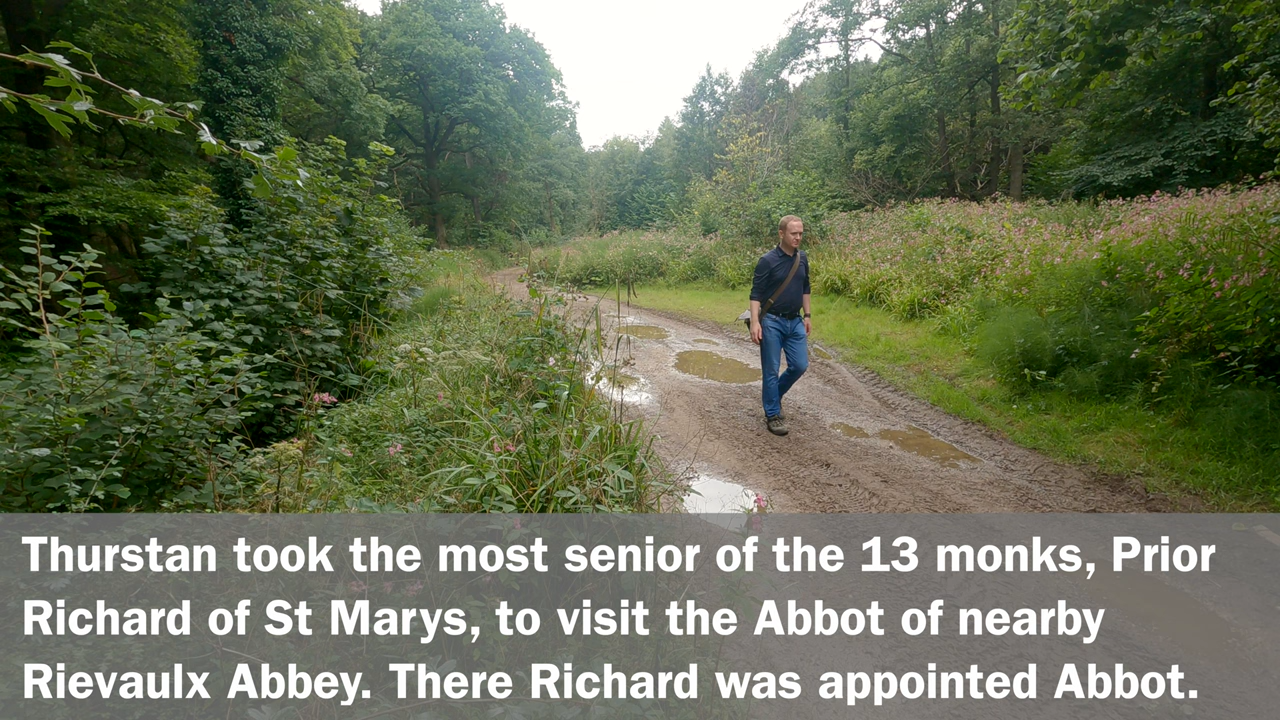 Thurstan took the most senior of the 13 monks, Prior
Richard of St Marys, to visit the Abbot of nearby
Rievaulx Abbey. There Richard was appointed Abbot.